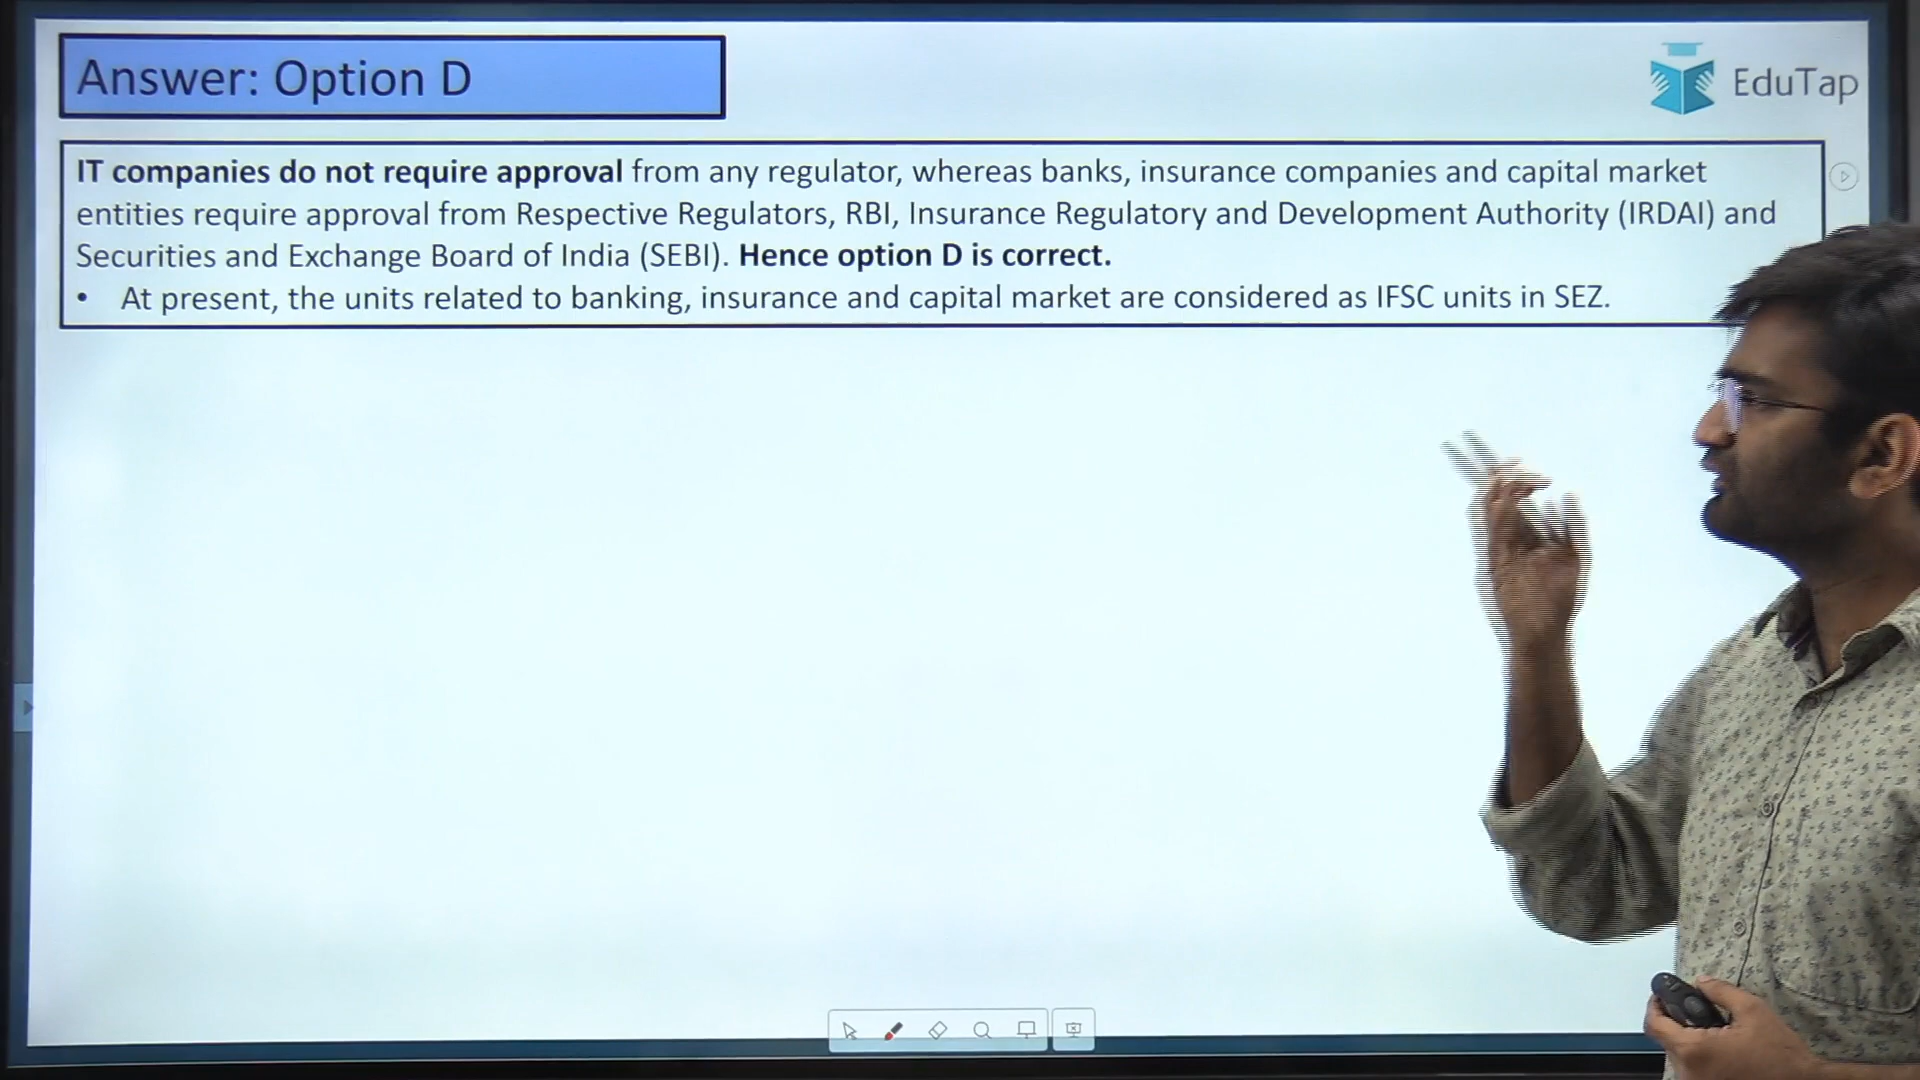 Answer: Option D
EduTap
IT companies do not require approval from any regulator, whereas banks, insurance companies and capital market
entities require approval from Respective Regulators, RBI, Insurance Regulatory and Development Authority (IRDAI) and
Securities and Exchange Board of India (SEBI). Hence option D is correct.
• At present, the units related to banking, insurance and capital market are considered as IFSC units in SEZ.